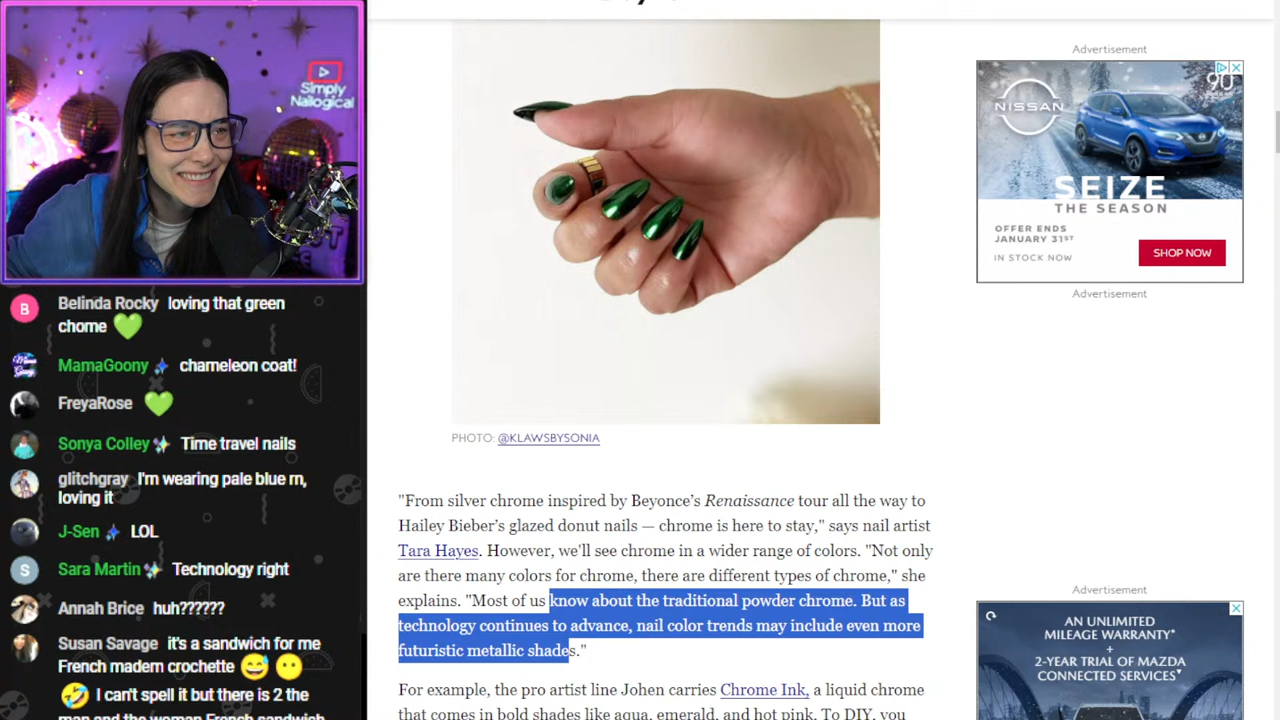 Simply
Nailogical
Belinda Rocky loving that green
chome
MamaGoony chameleon coat!
FreyaRose
Sonya Colley Time travel nails
glitchgray I'm wearing pale blue rn,
loving it
J-Sen LOL
Sara Martin Technology right
Annah Brice huh??????
Susan Savage it's a sandwich for me
French madem crochette
I can't spell it but there is 2 the
man and the woman French sandwich
PHOTO: @KLAWSBYSONIA
"From silver chrome inspired by Beyonce's Renaissance tour all the way to
Hailey Bieber's glazed donut nails — chrome is here to stay," says nail artist
Tara Hayes. However, we'll see chrome in a wider range of colors. "Not only
are there many colors for chrome, there are different types of chrome," she
explains. "Most of us know about the traditional powder chrome. But as
technology continues to advance, nail color trends may include even more
futuristic metallic shades."
For example, the pro artist line Johen carries Chrome Ink, a liquid chrome
that comes in bold shades like aqua, emerald, and hot pink. To DIY, you
Advertisement
NISSAN
90
SEIZE
THE SEASON
OFFER ENDS
JANUARY 31ST
IN STOCK NOW
SHOP NOW
Advertisement
Advertisement
AN UNLIMITED
MILEAGE WARRANTY*
+
2-YEAR TRIAL OF MAZDA
CONNECTED SERVICES▼